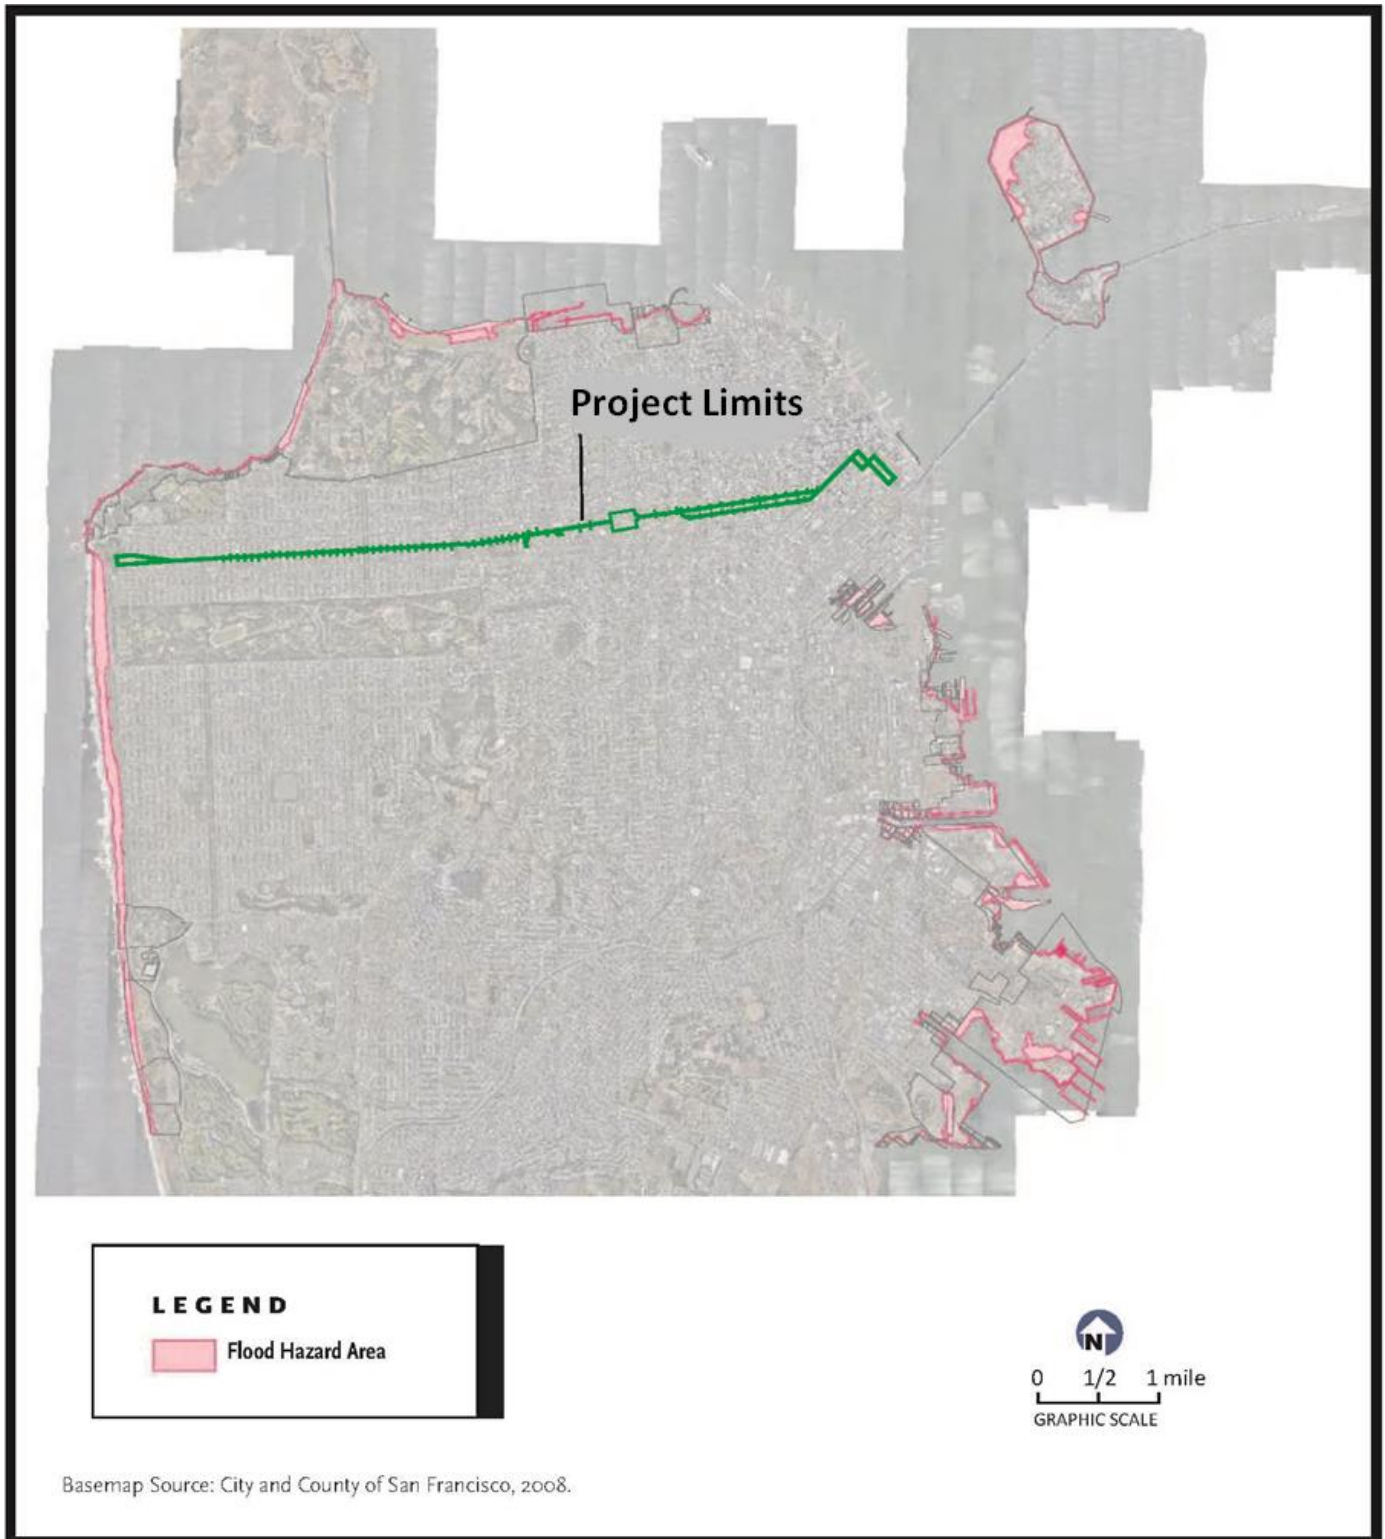 Project Limits
LEGEND
Flood Hazard Area
N
0 1/2 1 mile
GRAPHIC SCALE
Basemap Source: City and County of San Francisco, 2008.